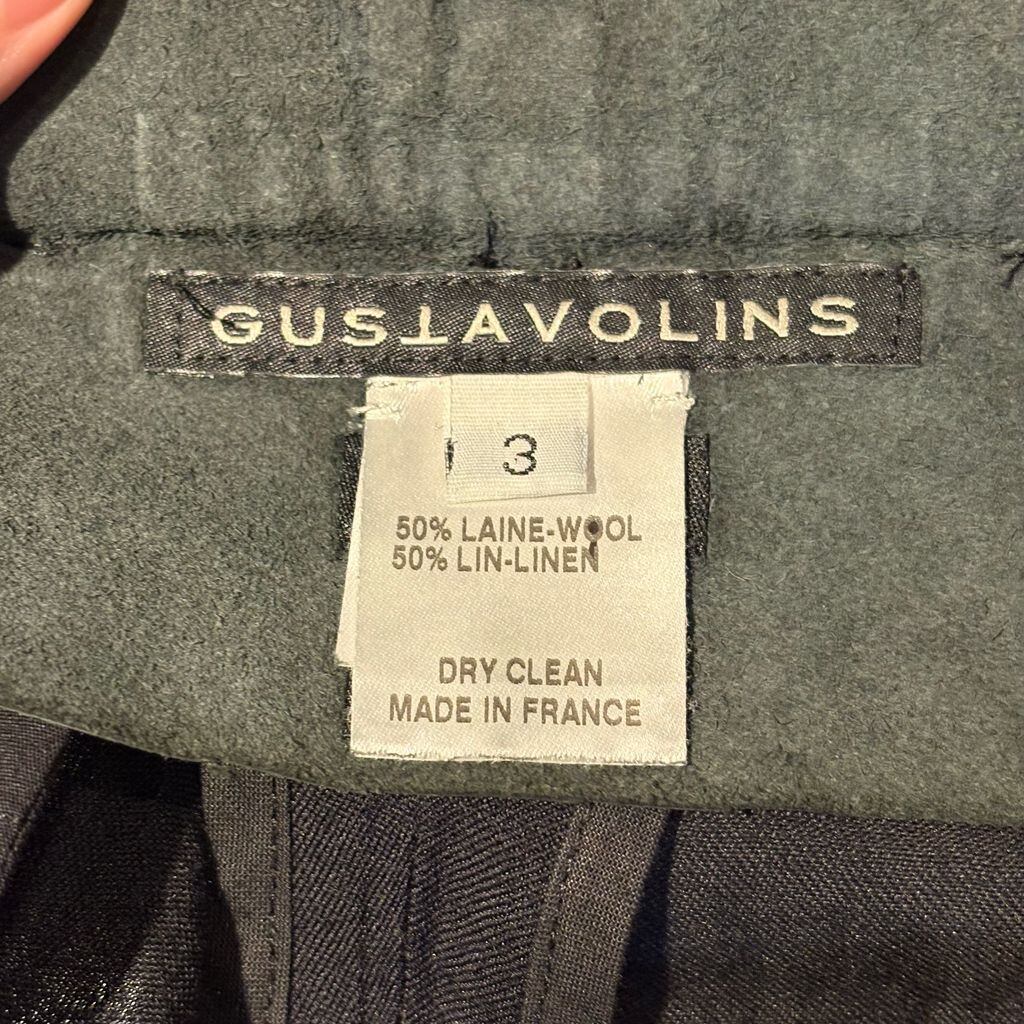 GUSTAVOLINS
3
50% LAINE-WOOL
50% LIN-LINEN
DRY CLEAN
MADE IN FRANCE